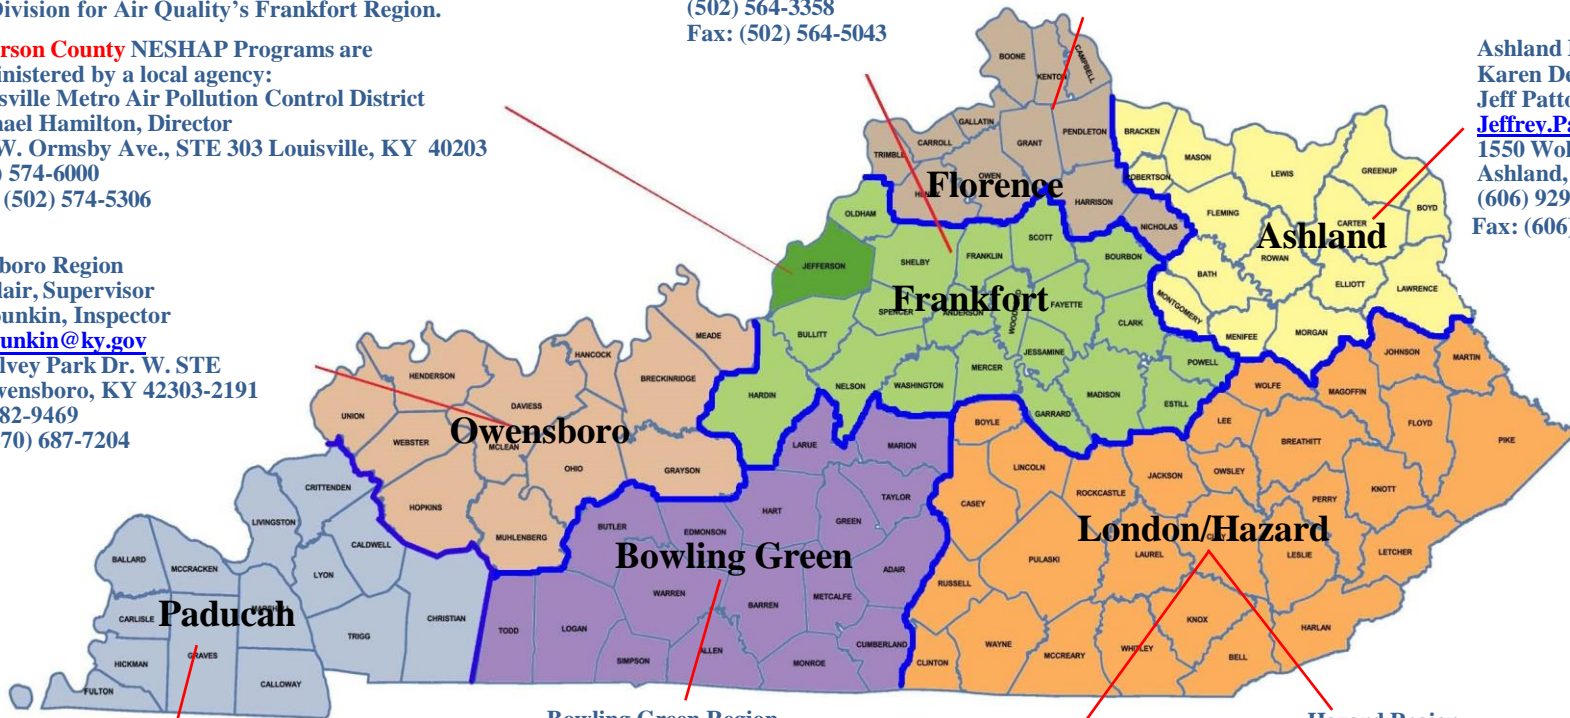 Division for Air Quality's Frankfort Region.
erson County NESHAP Programs are
inistered by a local agency:
sville Metro Air Pollution Control District
ael Hamilton, Director
W. Ormsby Ave., STE 303 Louisville, KY 40203
) 574-6000
(502) 574-5306
boro Region
lair, Supervisor
unkin, Inspector
unkin@ky.gov
lvey Park Dr. W. STE
wensboro, KY 42303-2191
82-9469
70) 687-7204
(502) 564-3358
Fax: (502) 564-5043
Ashland
Karen De
Jeff Patto
Jeffrey.Pa
1550 Wol
Ashland,
(606) 929
Fax: (606)
Florence
BOONE
KENTON
CAMPBELL
GALLATIN
CARROLL
TRIMBLE
GRANT
PENDLETON
OWEN
HARRISON
NICHOLAS
Ashland
BRACKEN
MASON
ROBERTSON
LEWIS
GREENUP
FLEMING
CARTER
BOYD
ROWAN
BATH
ELLIOTT
LAWRENCE
MONTGOMERY
MENIFEE
MORGAN
Frankfort
OLDHAM
JEFFERSON
SHELBY
FRANKLIN
SCOTT
BOURBON
SPENCER
ANDERSON
FAYETTE
CLARK
BULLITT
JESSAMINE
POWELL
HARDIN
NELSON
WASHINGTON
MERCER
MADISON
ESTILL
GARRARD
Owensboro
MEADE
HANCOCK
BRECKINRIDGE
HENDERSON
DAVIESS
UNION
WEBSTER
MCLEAN
OHIO
GRAYSON
HOPKINS
MUHLENBERG
Paducah
CRITTENDEN
LIVINGSTON
CALDWELL
BALLARD
MCCRACKEN
LYON
CARLISLE
MARSHALL
TRIGG
CHRISTIAN
HICKMAN
GRAVES
CALLOWAY
FULTON
Bowling Green
LARUE
MARION
TAYLOR
HART
GREEN
BUTLER
EDMONSON
ADAIR
WARREN
BARREN
METCALFE
TODD
LOGAN
SIMPSON
ALLEN
MONROE
CUMBERLAND
London/Hazard
BOYLE
LINCOLN
CASEY
ROCKCASTLE
JACKSON
LEE
OWSLEY
WOLFE
MAGOFFIN
JOHNSON
MARTIN
BREATHITT
FLOYD
PIKE
PERRY
KNOTT
LETCHER
LESLIE
LAUREL
PULASKI
RUSSELL
WAYNE
CLINTON
MCCREARY
WHITLEY
KNOX
BELL
HARLAN
Bowling Green Region
Hazard Region